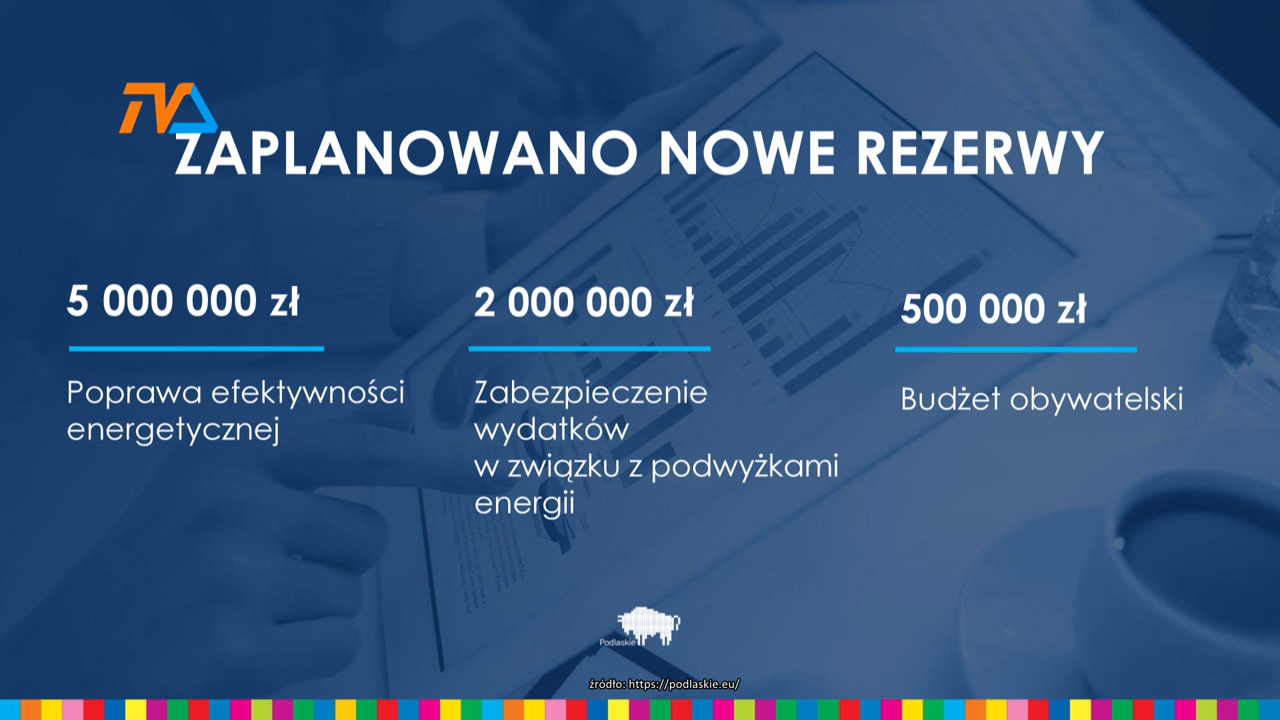 TVA
ZAPLANOWANO NOWE REZERWY
5 000 000 zł
Poprawa efektywności
energetycznej
2 000 000 zł
Zabezpieczenie
wydatków
w związku z podwyżkami
energii
500 000 zł
Budżet obywatelski
Podlaskie
źródło: https://podlaskie.eu/